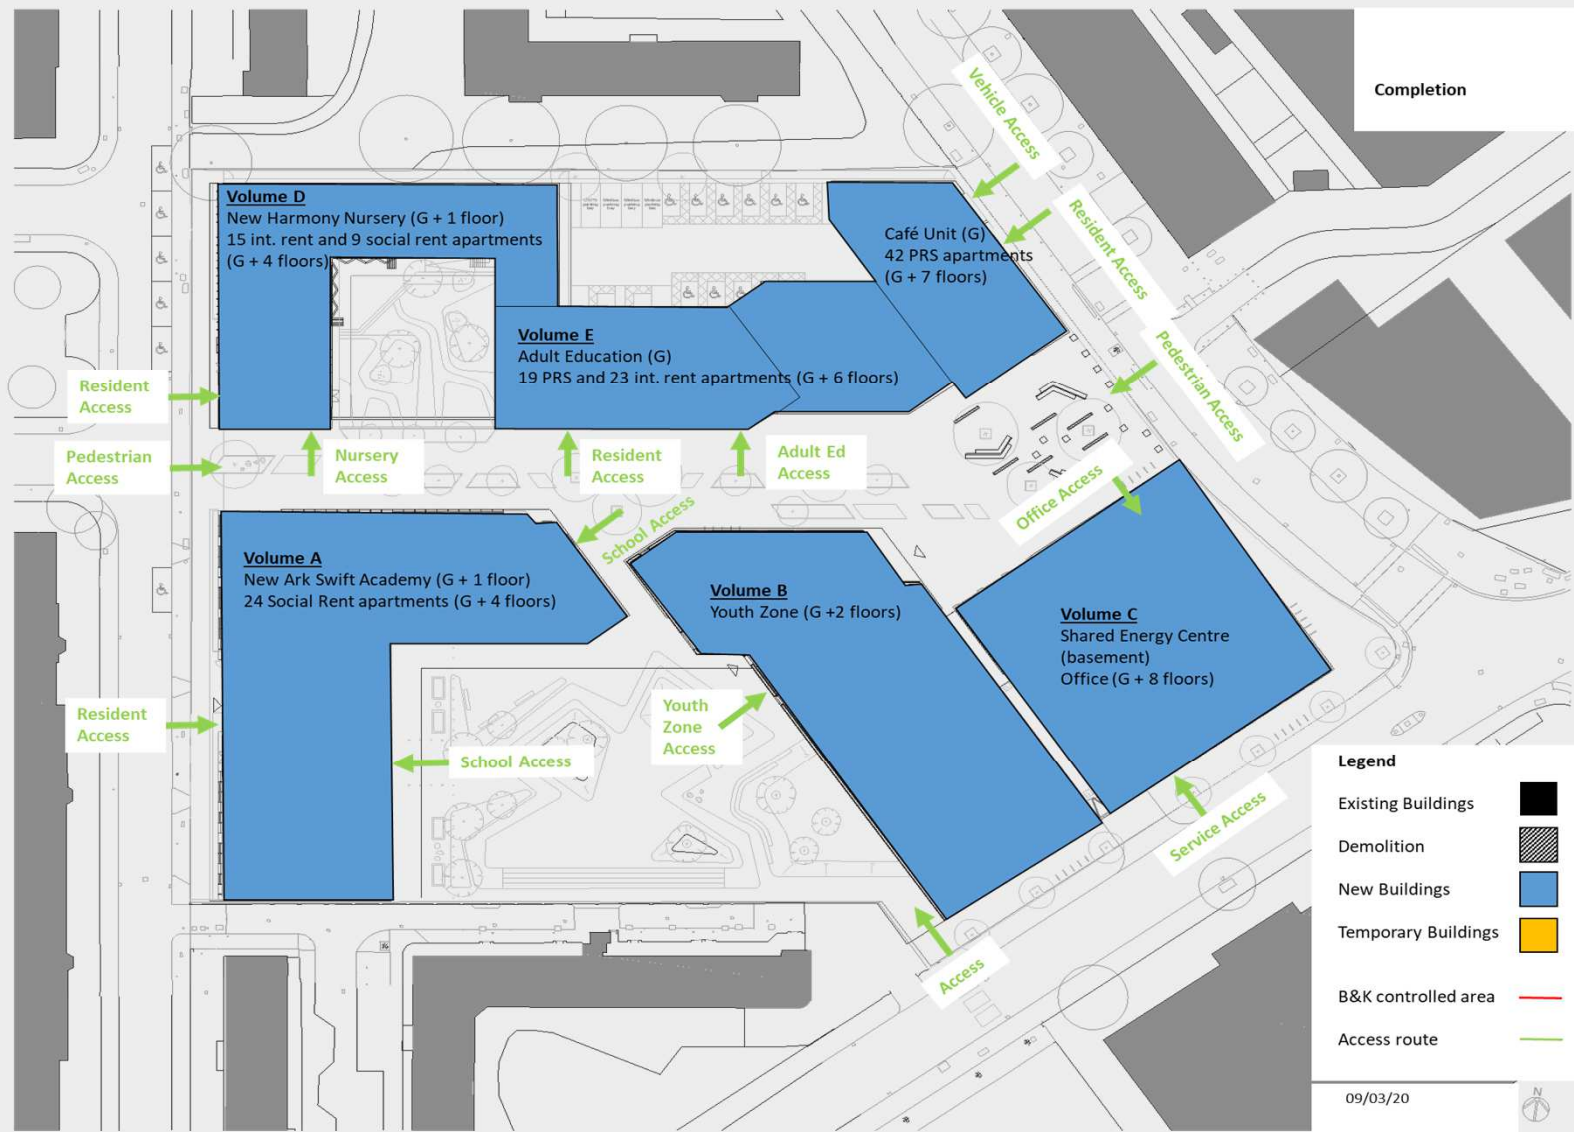 Completion
Vehicle Access
Resident Access
Pedestrian Access
Volume D
New Harmony Nursery (G + 1 floor)
15 int. rent and 9 social rent apartments
(G + 4 floors)
Café Unit (G)
42 PRS apartments
(G + 7 floors)
Volume E
Adult Education (G)
19 PRS and 23 int. rent apartments (G + 6 floors)
Resident
Access
Pedestrian
Access
Nursery
Access
Resident
Access
Adult Ed
Access
School Access
Office Access
Volume A
New Ark Swift Academy (G + 1 floor)
24 Social Rent apartments (G + 4 floors)
Volume B
Youth Zone (G +2 floors)
Volume C
Shared Energy Centre
(basement)
Office (G + 8 floors)
Resident
Access
School Access
Youth
Zone
Access
Service Access
Access
Legend
Existing Buildings
Demolition
New Buildings
Temporary Buildings
B&K controlled area
Access route
09/03/20
N